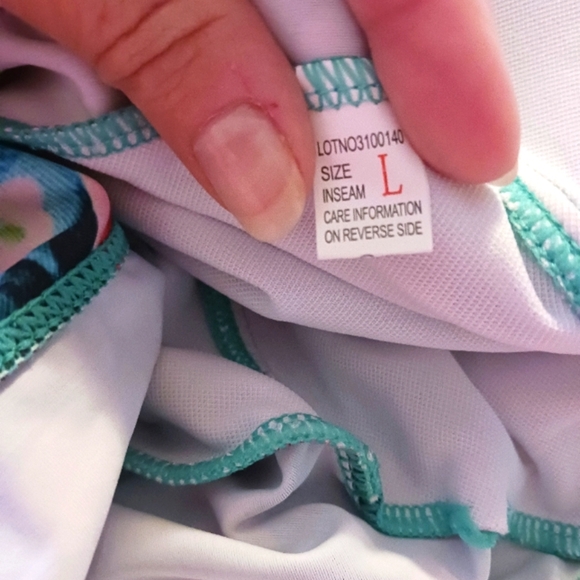 LOTNO3100140
SIZE L
INSEAM
CARE INFORMATION
ON REVERSE SIDE